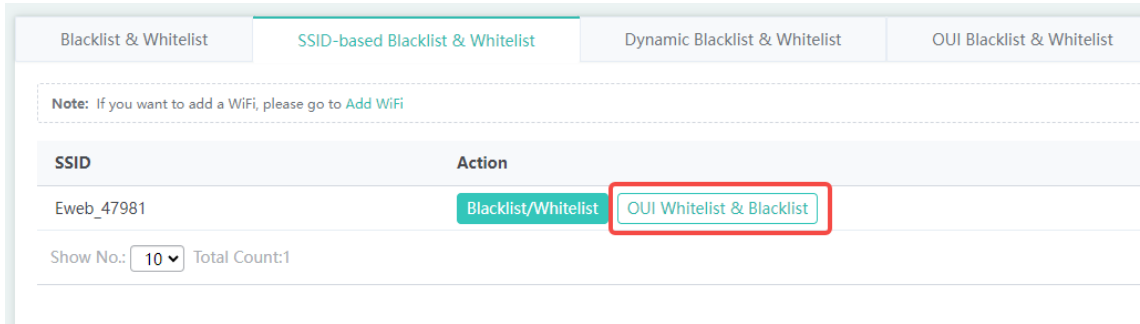 Blacklist & Whitelist SSID-based Blacklist & Whitelist Dynamic Blacklist & Whitelist OUI Blacklist & Whitelist
Note: If you want to add a WiFi, please go to Add WiFi
SSID Action
Eweb_47981 Blacklist/Whitelist OUI Whitelist & Blacklist
Show No.: 10 Total Count:1